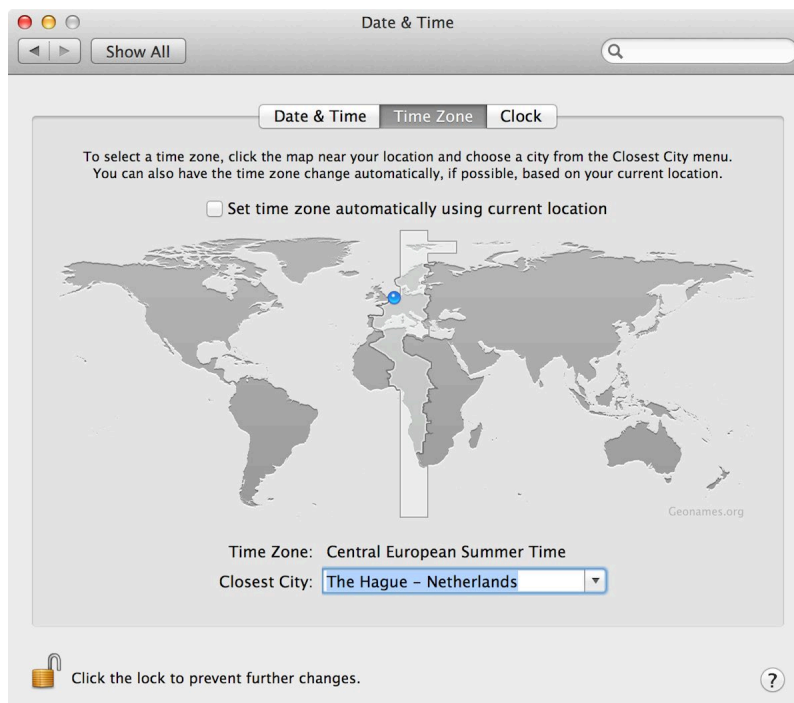 Date & Time
Show All
Date & Time
Time Zone
Clock
To select a time zone, click the map near your location and choose a city from the Closest City menu.
You can also have the time zone change automatically, if possible, based on your current location.
Set time zone automatically using current location
Geonames.org
Time Zone: Central European Summer Time
Closest City: The Hague – Netherlands
Click the lock to prevent further changes.
?